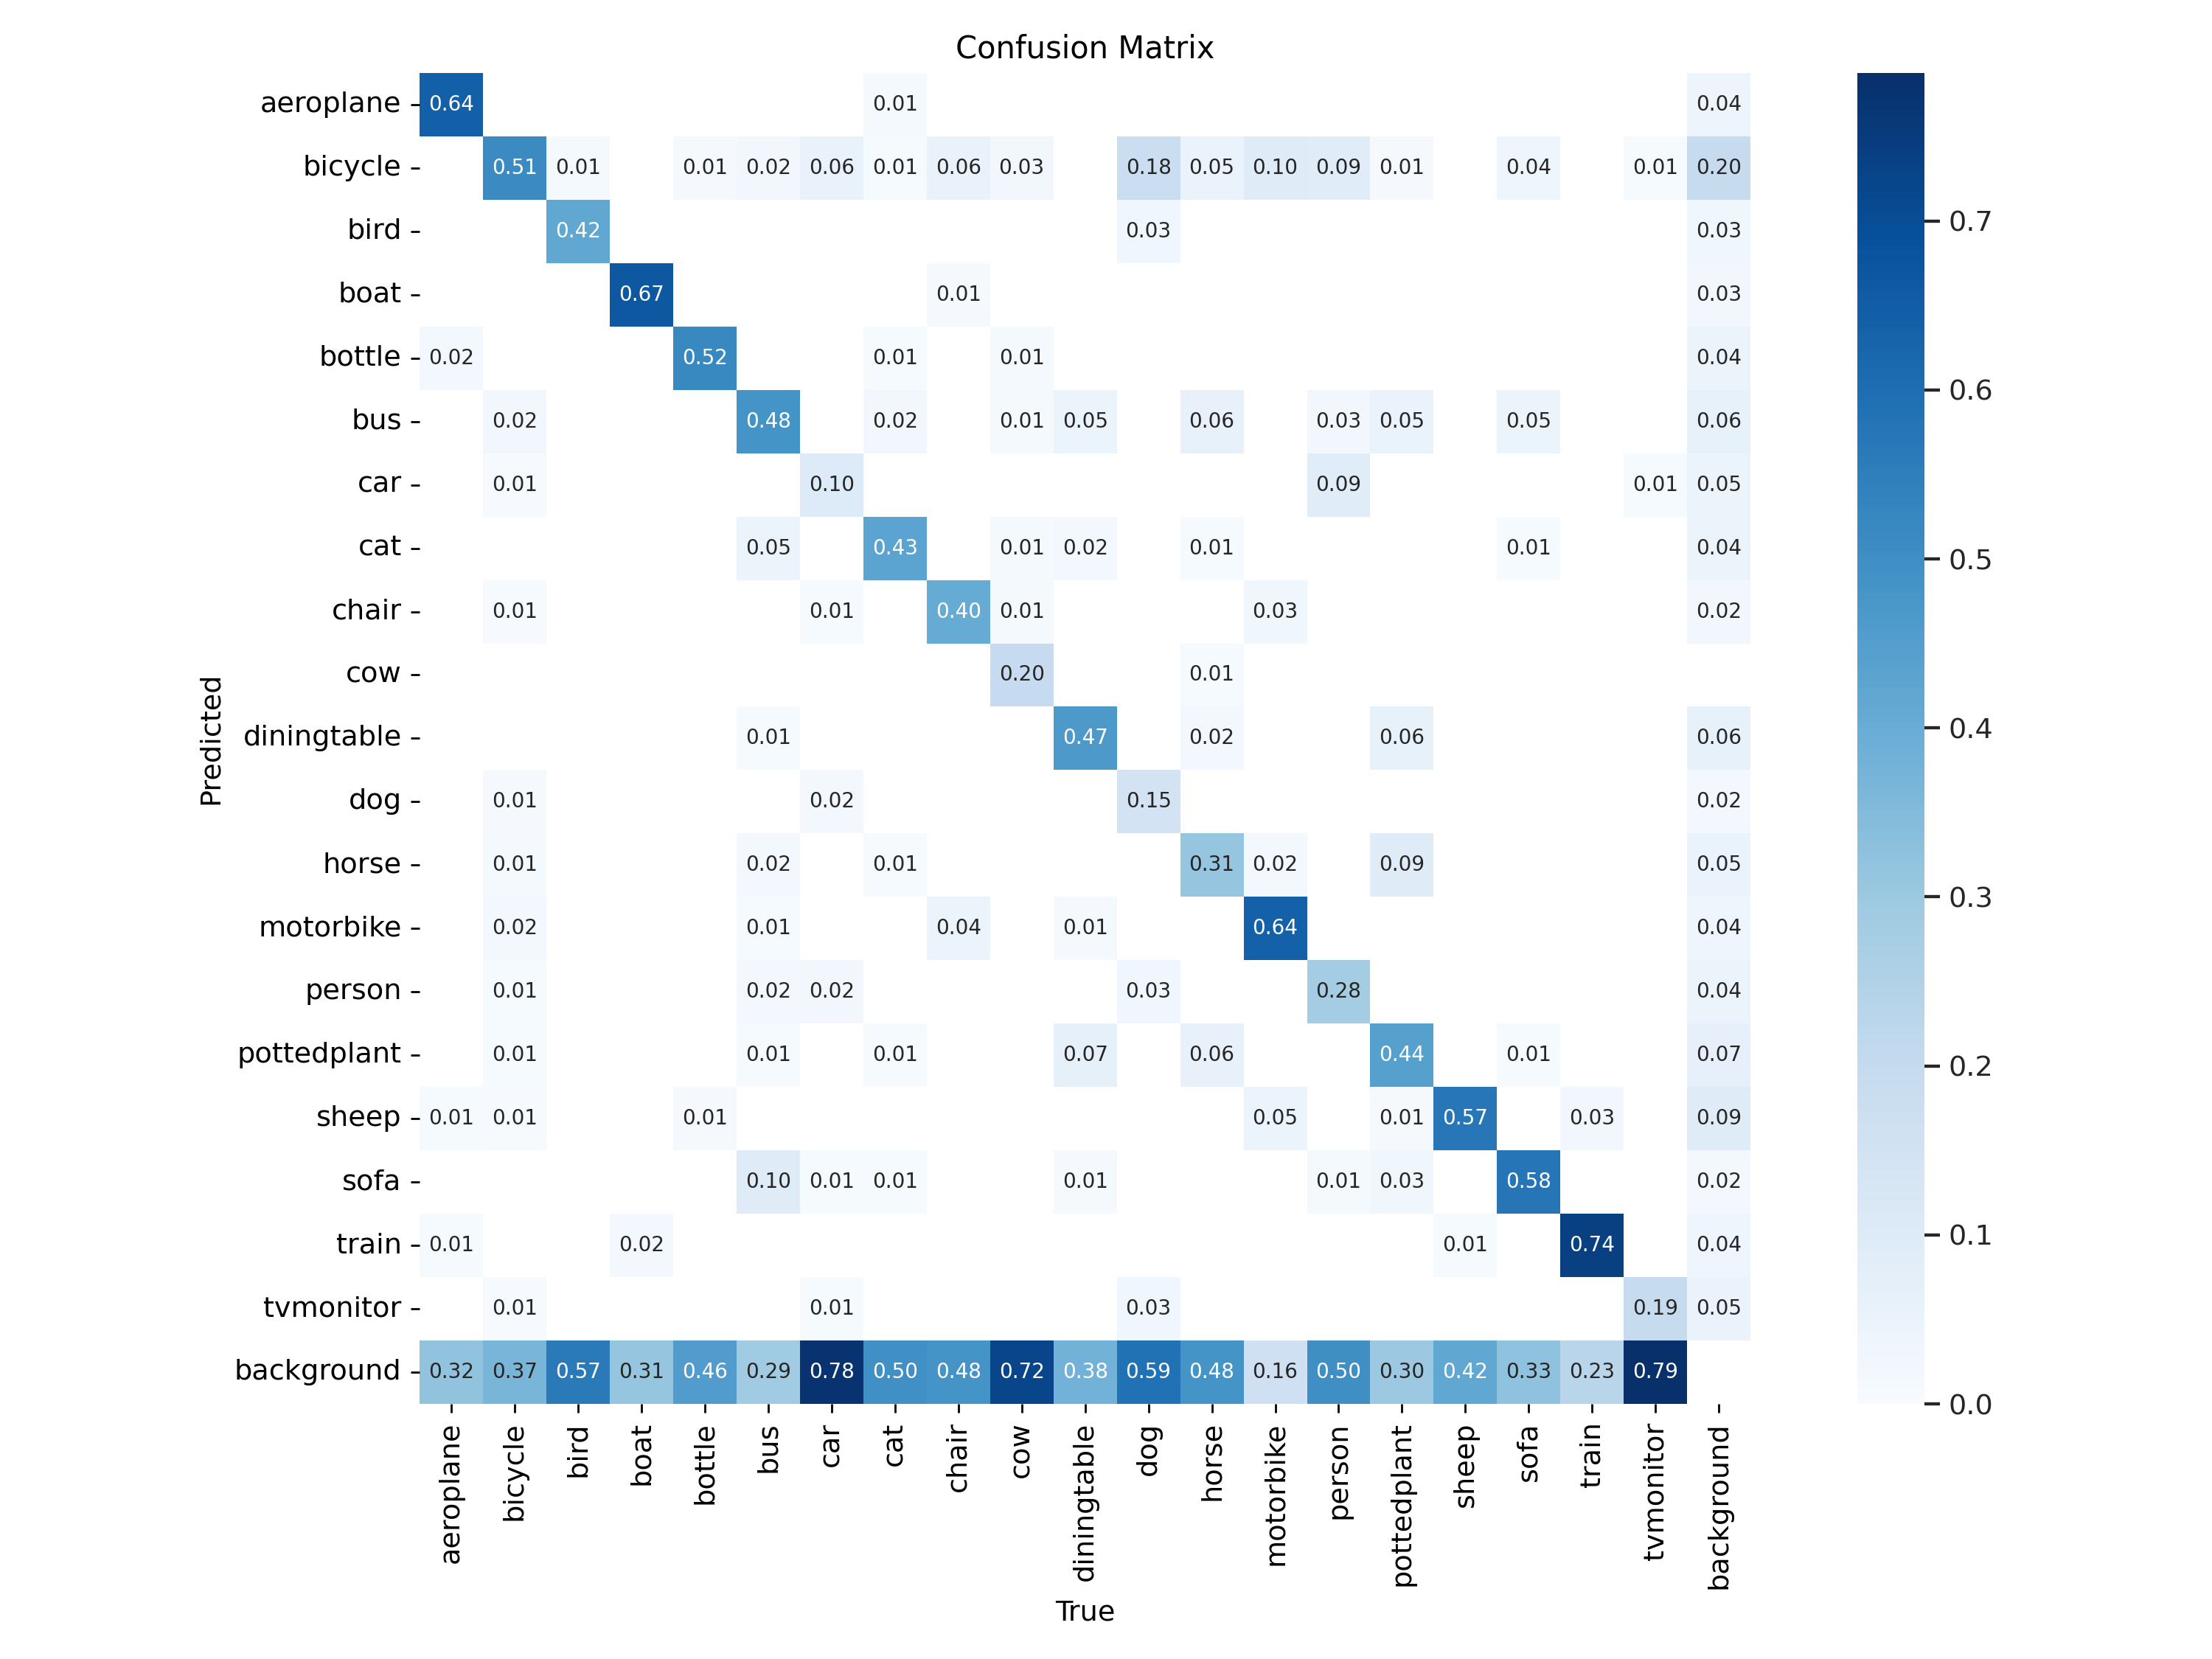 Confusion Matrix
aeroplane 0.64 0.01 0.04
bicycle 0.51 0.01 0.01 0.02 0.06 0.01 0.06 0.03 0.18 0.05 0.10 0.09 0.01 0.04 0.01 0.20
bird 0.42 0.03 0.03
boat 0.67 0.01 0.03
bottle 0.02 0.52 0.01 0.01 0.04
bus 0.02 0.48 0.02 0.01 0.05 0.06 0.03 0.05 0.05 0.06
car 0.01 0.10 0.09 0.01 0.05
cat 0.05 0.43 0.01 0.02 0.01 0.01 0.04
chair 0.01 0.01 0.40 0.01 0.03 0.02
cow 0.20 0.01
diningtable 0.01 0.47 0.02 0.06 0.06
dog 0.01 0.02 0.15 0.02
horse 0.01 0.02 0.01 0.31 0.02 0.09 0.05
motorbike 0.02 0.01 0.04 0.01 0.64 0.04
person 0.01 0.02 0.02 0.03 0.28 0.04
pottedplant 0.01 0.01 0.01 0.07 0.06 0.44 0.01 0.07
sheep 0.01 0.01 0.01 0.05 0.01 0.57 0.03 0.09
sofa 0.10 0.01 0.01 0.01 0.01 0.03 0.58 0.02
train 0.01 0.02 0.01 0.74 0.04
tvmonitor 0.01 0.01 0.03 0.19 0.05
background 0.32 0.37 0.57 0.31 0.46 0.29 0.78 0.50 0.48 0.72 0.38 0.59 0.48 0.16 0.50 0.30 0.42 0.33 0.23 0.79
Predicted
aeroplane
bicycle
bird
boat
bottle
bus
car
cat
chair
cow
diningtable
dog
horse
motorbike
person
pottedplant
sheep
sofa
train
tvmonitor
background
True
0.7
0.6
0.5
0.4
0.3
0.2
0.1
0.0